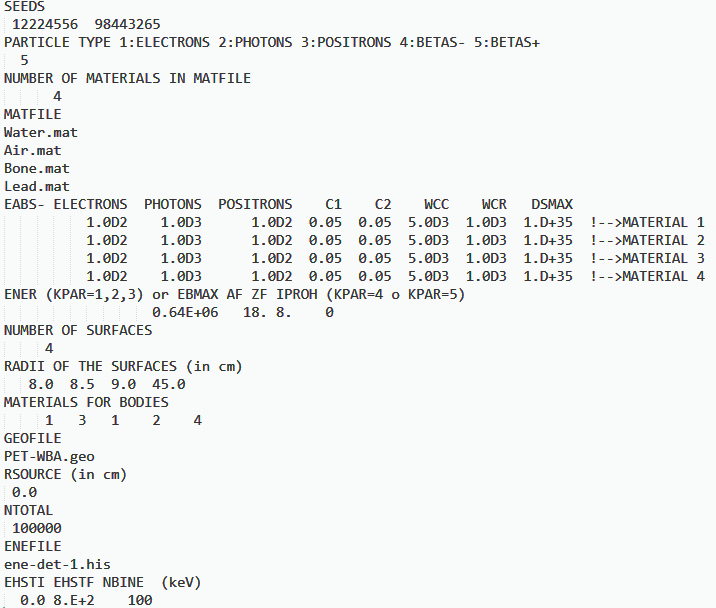 SEEDS
12224556 98443265
PARTICLE TYPE 1:ELECTRONS 2:PHOTONS 3:POSITRONS 4:BETAS- 5:BETAS+
5
NUMBER OF MATERIALS IN MATFILE
4
MATFILE
Water.mat
Air.mat
Bone.mat
Lead.mat
EABS- ELECTRONS PHOTONS POSITRONS C1 C2 WCC WCR DSMAX
1.0D2 1.0D3 1.0D2 0.05 0.05 5.0D3 1.0D3 1.D+35 !-->MATERIAL 1
1.0D2 1.0D3 1.0D2 0.05 0.05 5.0D3 1.0D3 1.D+35 !-->MATERIAL 2
1.0D2 1.0D3 1.0D2 0.05 0.05 5.0D3 1.0D3 1.D+35 !-->MATERIAL 3
1.0D2 1.0D3 1.0D2 0.05 0.05 5.0D3 1.0D3 1.D+35 !-->MATERIAL 4
ENER (KPAR=1,2,3) or EBMAX AF ZF IPROH (KPAR=4 o KPAR=5)
0.64E+06 18. 8. 0
NUMBER OF SURFACES
4
RADII OF THE SURFACES (in cm)
8.0 8.5 9.0 45.0
MATERIALS FOR BODIES
1 3 1 2 4
GEOFILE
PET-WBA.geo
RSOURCE (in cm)
0.0
NTOTAL
100000
ENEFILE
ene-det-1.his
EHSTI EHSTF NBINE (keV)
0.0 8.E+2 100